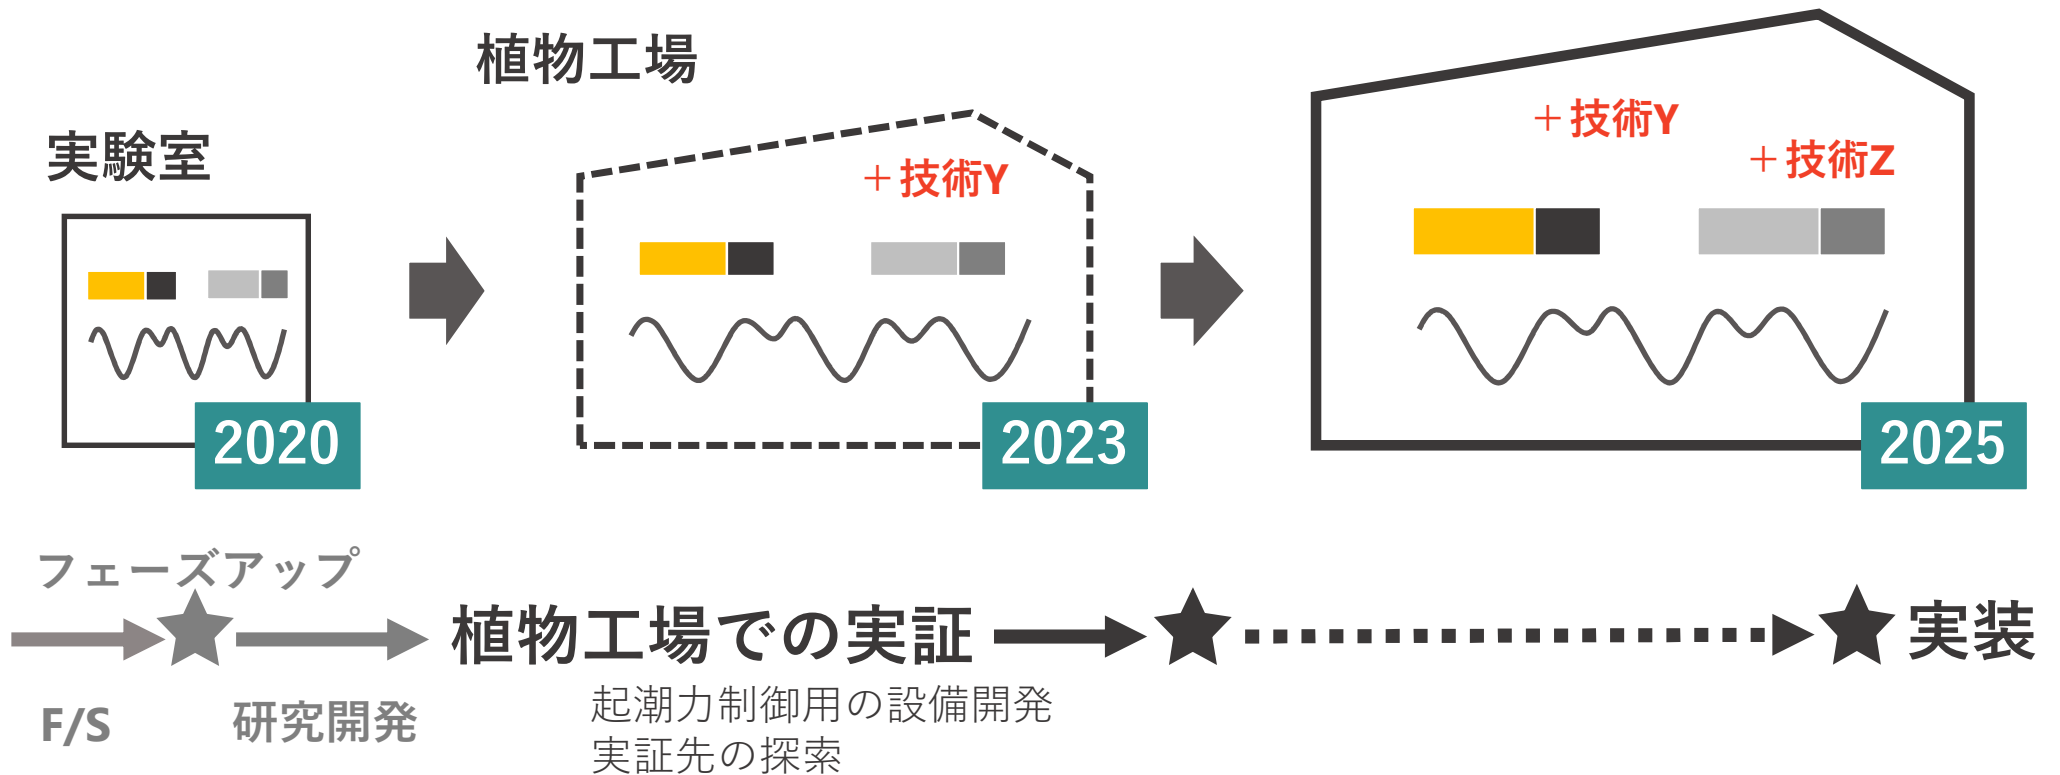 植物工場
実験室
＋技術Y
＋技術Y
＋技術Z
2020
2023
2025
フェーズアップ
F/S
研究開発
植物工場での実証
起潮力制御用の設備開発
実証先の探索
実装